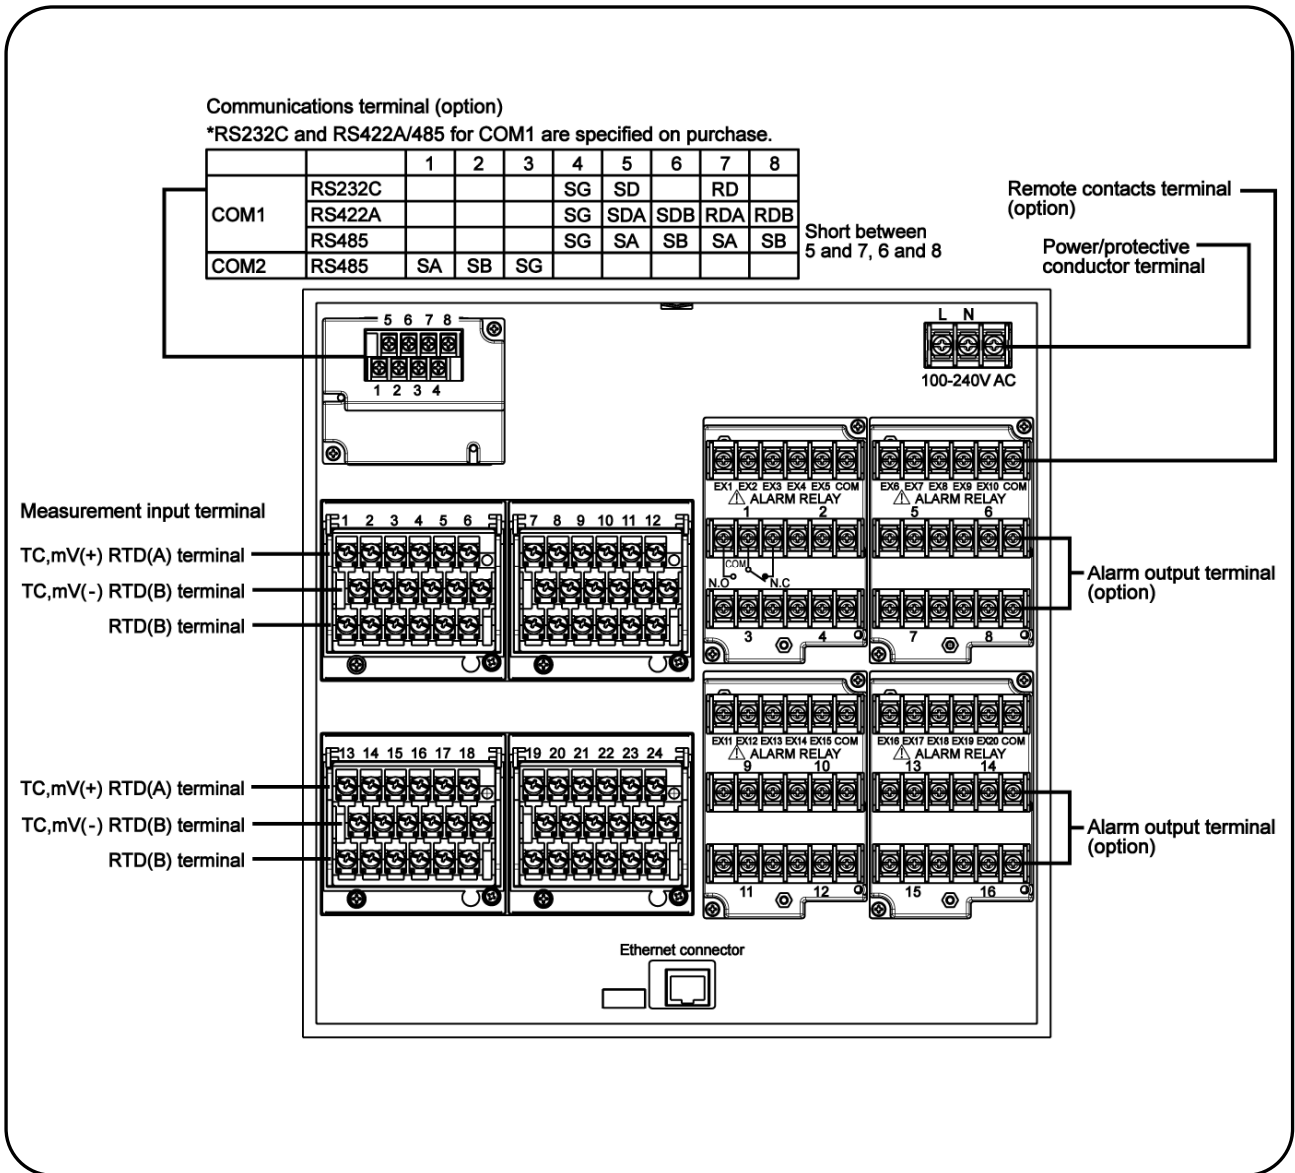 Communications terminal (option)
*RS232C and RS422A/485 for COM1 are specified on purchase.
1 2 3 4 5 6 7 8
COM1
RS232C SG SD RD
RS422A SG SDA SDB RDA RDB
RS485 SG SA SB SA SB
COM2 RS485 SA SB SG
Short between
5 and 7, 6 and 8
Remote contacts terminal
(option)
Power/protective
conductor terminal
5 6 7 8
1 2 3 4
L N
100-240V AC
EX1 EX2 EX3 EX4 EX5 COM
⚠ ALARM RELAY
1 2
COM
N.O N.C
3 4
EX6 EX7 EX8 EX9 EX10 COM
⚠ ALARM RELAY
5 6
7 8
Alarm output terminal
(option)
Measurement input terminal
TC,mV(+) RTD(A) terminal
TC,mV(-) RTD(B) terminal
RTD(B) terminal
1 2 3 4 5 6
7 8 9 10 11 12
EX11 EX12 EX13 EX14 EX15 COM
⚠ ALARM RELAY
9 10
11 12
EX16 EX17 EX18 EX19 EX20 COM
⚠ ALARM RELAY
13 14
15 16
Alarm output terminal
(option)
TC,mV(+) RTD(A) terminal
TC,mV(-) RTD(B) terminal
RTD(B) terminal
13 14 15 16 17 18
19 20 21 22 23 24
Ethernet connector